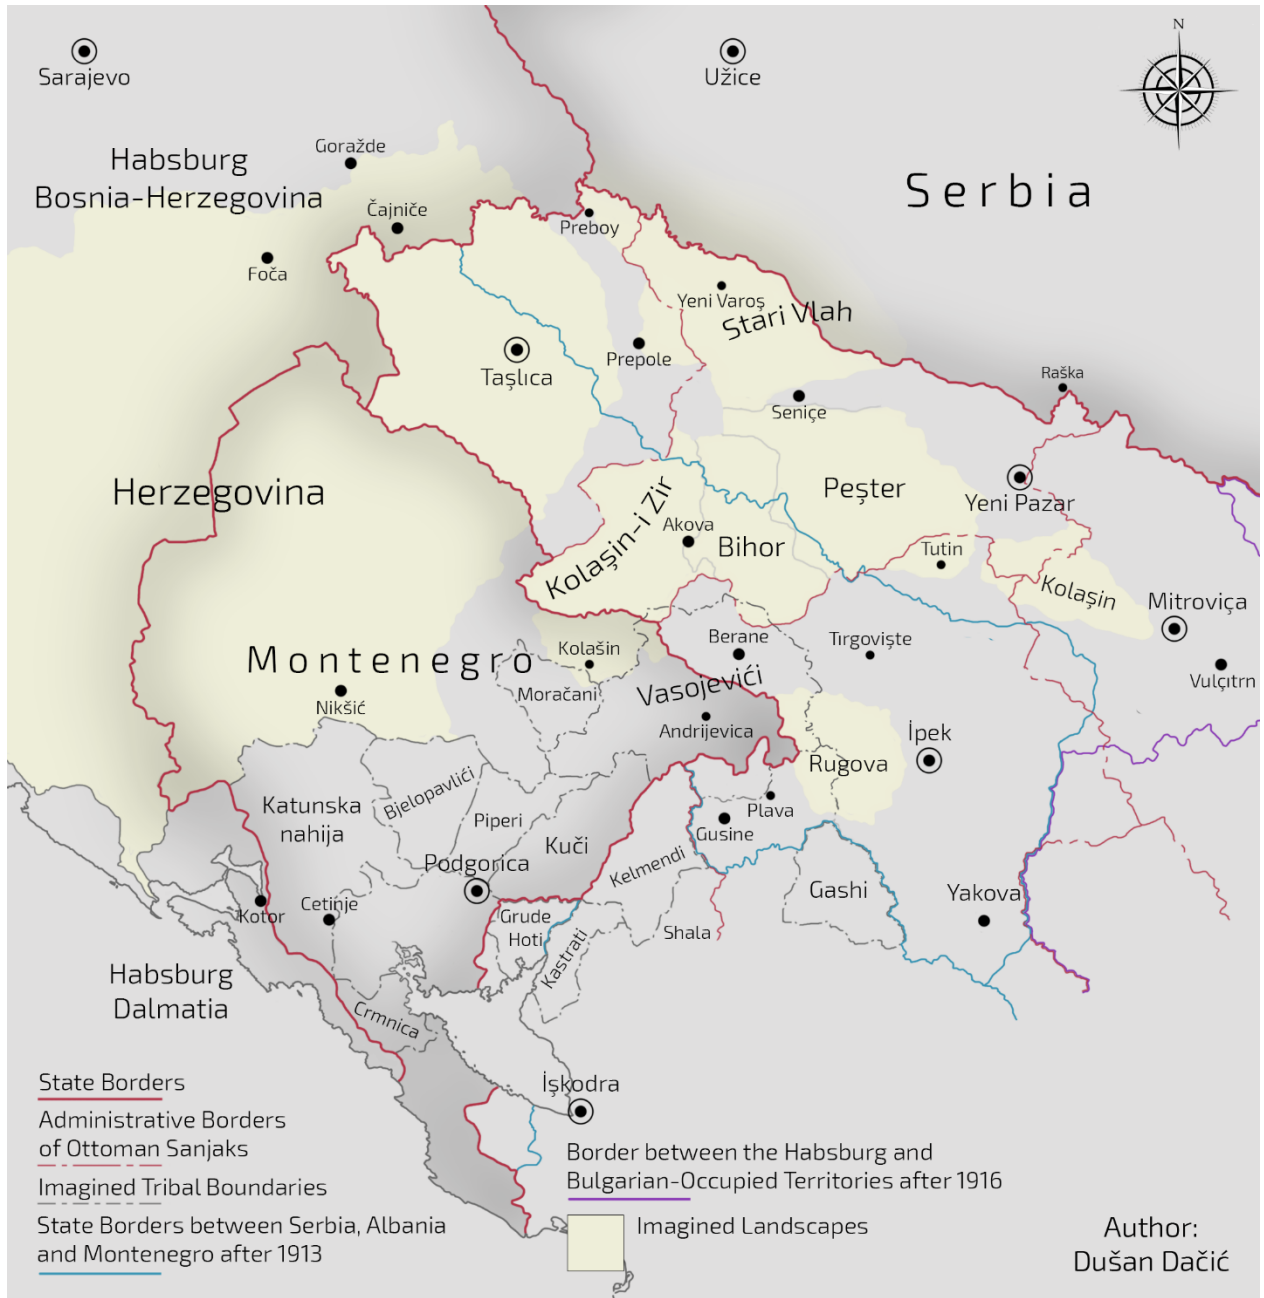 N
Sarajevo
Užice
Goražde
Habsburg
Bosnia-Herzegovina
Serbia
Čajniče
Preboy
Foča
Yeni Varoş
Stari Vlah
Prepole
Taşlıca
Raška
Seniçe
Herzegovina
Peşter
Yeni Pazar
Kolaşin-i Zir
Akova
Bihor
Tutin
Kolaşin
Mitroviça
Berane
Tırgovişte
Kolašin
Montenegro
Moračani
Vasojevići
Vulçıtrn
Nikšić
Andrijevica
İpek
Rugova
Bjelopavlići
Katunska
nahija
Plava
Piperi
Gusine
Kuči
Podgorica
Kelmendi
Gashi
Yakova
Kotor
Cetinje
Grude
Hoti
Shala
Kastrati
Habsburg
Dalmatia
Crmnica
İşkodra
State Borders
Administrative Borders
of Ottoman Sanjaks
Imagined Tribal Boundaries
State Borders between Serbia, Albania
and Montenegro after 1913
Border between the Habsburg and
Bulgarian-Occupied Territories after 1916
Imagined Landscapes
Author:
Dušan Dačić